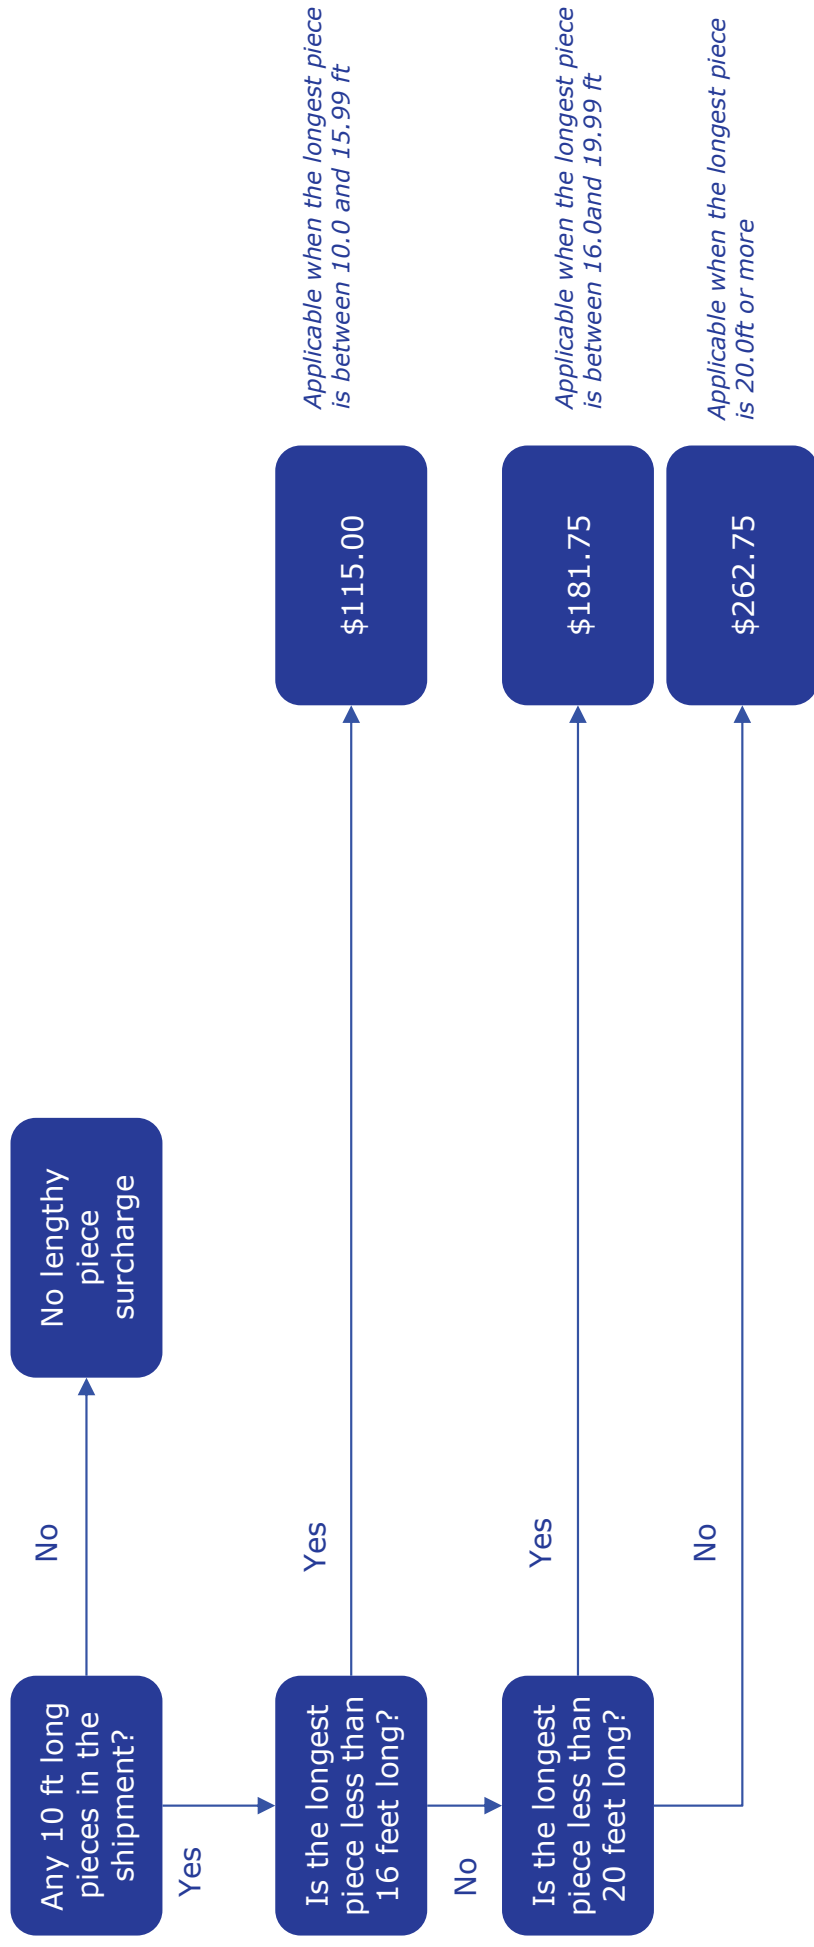 Any 10 ft long
pieces in the
shipment?
No
No lengthy
piece
surcharge
Yes
Is the longest
piece less than
16 feet long?
Yes
$115.00
Applicable when the longest piece
is between 10.0 and 15.99 ft
No
Is the longest
piece less than
20 feet long?
Yes
$181.75
Applicable when the longest piece
is between 16.0and 19.99 ft
No
$262.75
Applicable when the longest piece
is 20.0ft or more